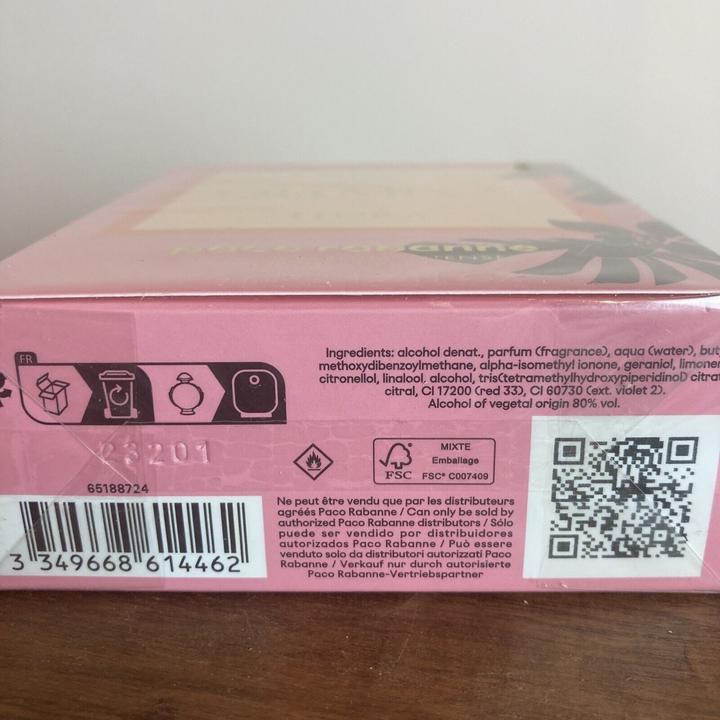 paco rabanne
FR
Ingredients: alcohol denat., parfum (fragrance), aqua (water),
methoxydibenzoylmethane, alpha-isomethyl ionone, geraniol,
citronellol, linalool, alcohol, tris(tetramethylhydroxypiperidinol)
citral, CI 17200 (red 33), CI 60730 (ext. violet 2).
Alcohol of vegetal origin 80% vol.
23201
65188724
3 349668 614462
FSC
MIXTE
Emballage
FSC® C007409
Ne peut être vendu que par les distributeurs
agréés Paco Rabanne / Can only be sold by
authorized Paco Rabanne distributors / Sólo
puede ser vendido por distribuidores
autorizados Paco Rabanne / Può essere
venduto solo da distributori autorizzati Paco
Rabanne / Verkauf nur durch autorisierte
Paco Rabanne-Vertriebspartner